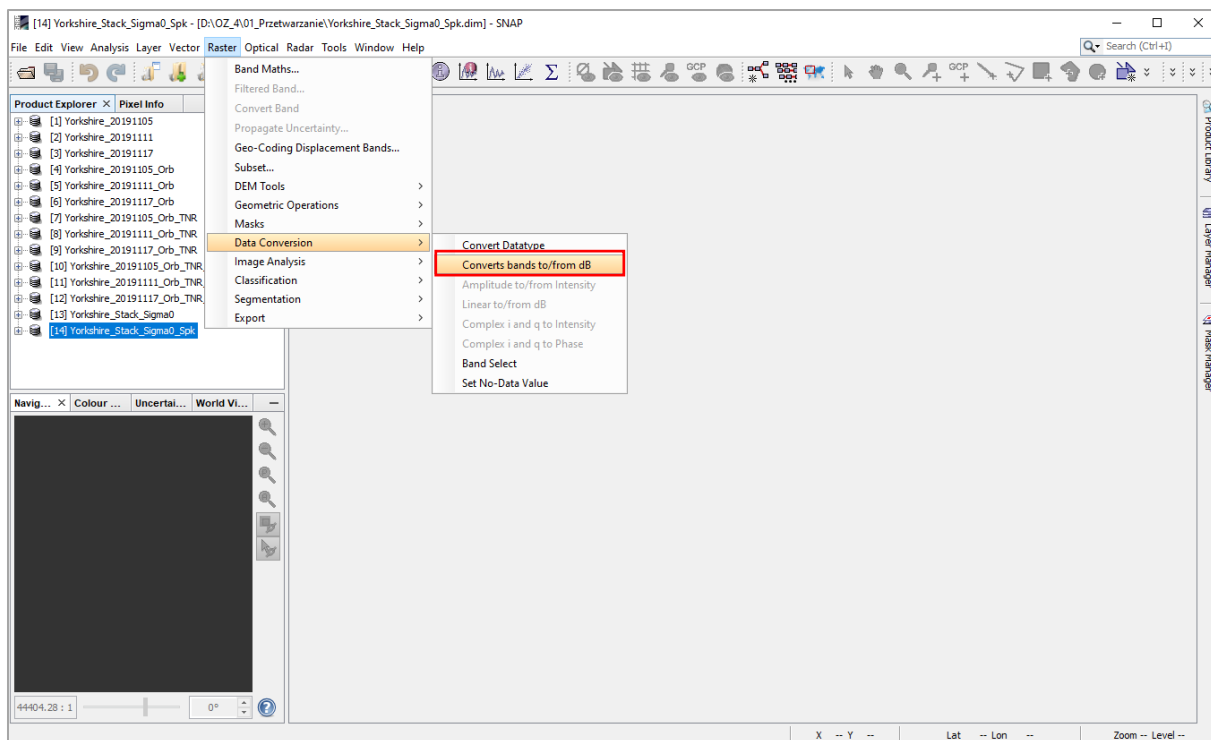 [14] Yorkshire_Stack_Sigma0_Spk - [D:\OZ_4\01_Przetwarzanie\Yorkshire_Stack_Sigma0_Spk.dim] - SNAP
File Edit View Analysis Layer Vector Raster Optical Radar Tools Window Help
Search (Ctrl+I)
GCP
GCP
Product Explorer Pixel Info
[1] Yorkshire_20191105
[2] Yorkshire_20191111
[3] Yorkshire_20191117
[4] Yorkshire_20191105_Orb
[5] Yorkshire_20191111_Orb
[6] Yorkshire_20191117_Orb
[7] Yorkshire_20191105_Orb_TNR
[8] Yorkshire_20191111_Orb_TNR
[9] Yorkshire_20191117_Orb_TNR
[10] Yorkshire_20191105_Orb_TNR_
[11] Yorkshire_20191111_Orb_TNR
[12] Yorkshire_20191117_Orb_TNR
[13] Yorkshire_Stack_Sigma0
[14] Yorkshire_Stack_Sigma0_Spk
Band Maths...
Filtered Band...
Convert Band
Propagate Uncertainty...
Geo-Coding Displacement Bands...
Subset...
DEM Tools
Geometric Operations
Masks
Data Conversion
Image Analysis
Classification
Segmentation
Export
Convert Datatype
Converts bands to/from dB
Amplitude to/from Intensity
Linear to/from dB
Complex i and q to Intensity
Complex i and q to Phase
Band Select
Set No-Data Value
Product Library
Layer Manager
Mask Manager
Navig... Colour ... Uncertai... World Vi...
44404.28 : 1
0°
X -- Y -- Lat -- Lon -- Zoom -- Level --